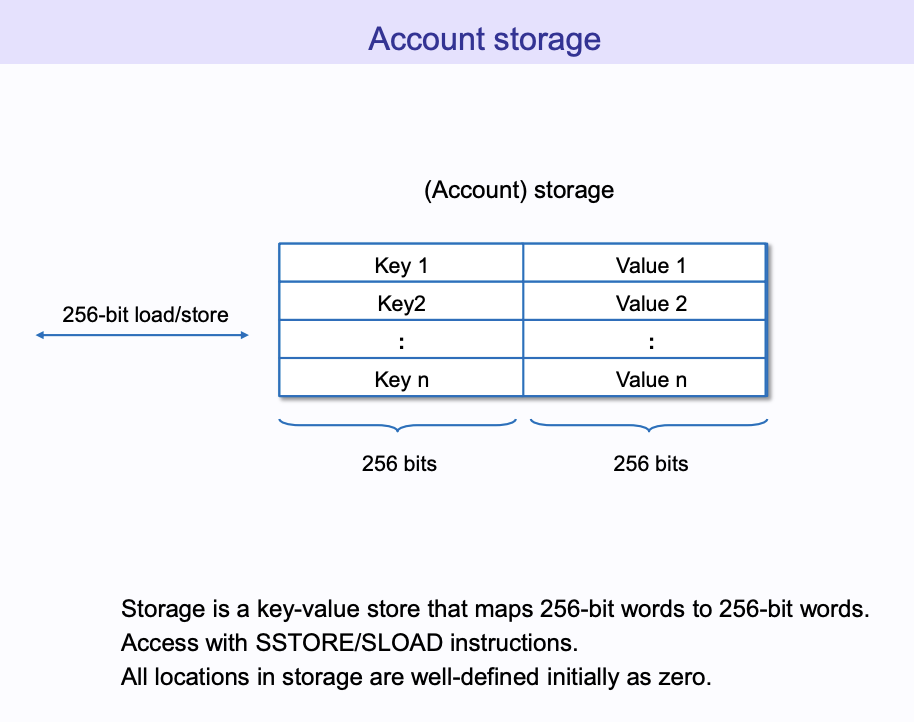 Account storage
(Account) storage
Key 1 Value 1
256-bit load/store
Key2 Value 2
: :
Key n Value n
256 bits 256 bits
Storage is a key-value store that maps 256-bit words to 256-bit words.
Access with SSTORE/SLOAD instructions.
All locations in storage are well-defined initially as zero.